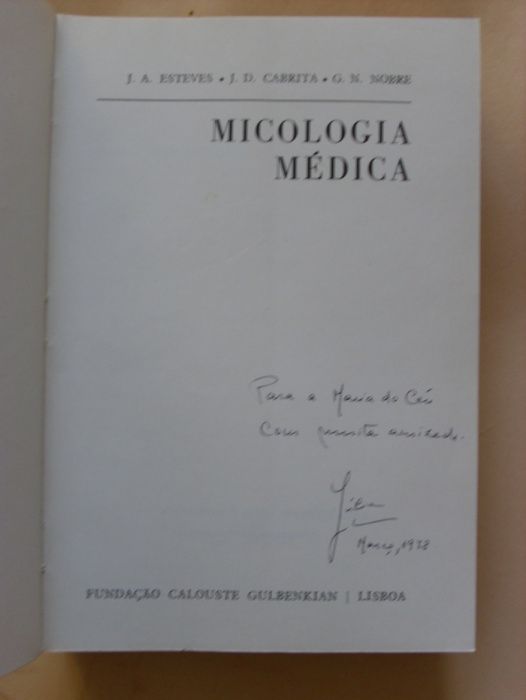 J. A. ESTEVES • J. D. CABRITA • G. N. NOBRE
MICOLOGIA
MÉDICA
Para a Maria do Céu
Com muita amizade.
Março, 1978
FUNDAÇÃO CALOUSTE GULBENKIAN | LISBOA